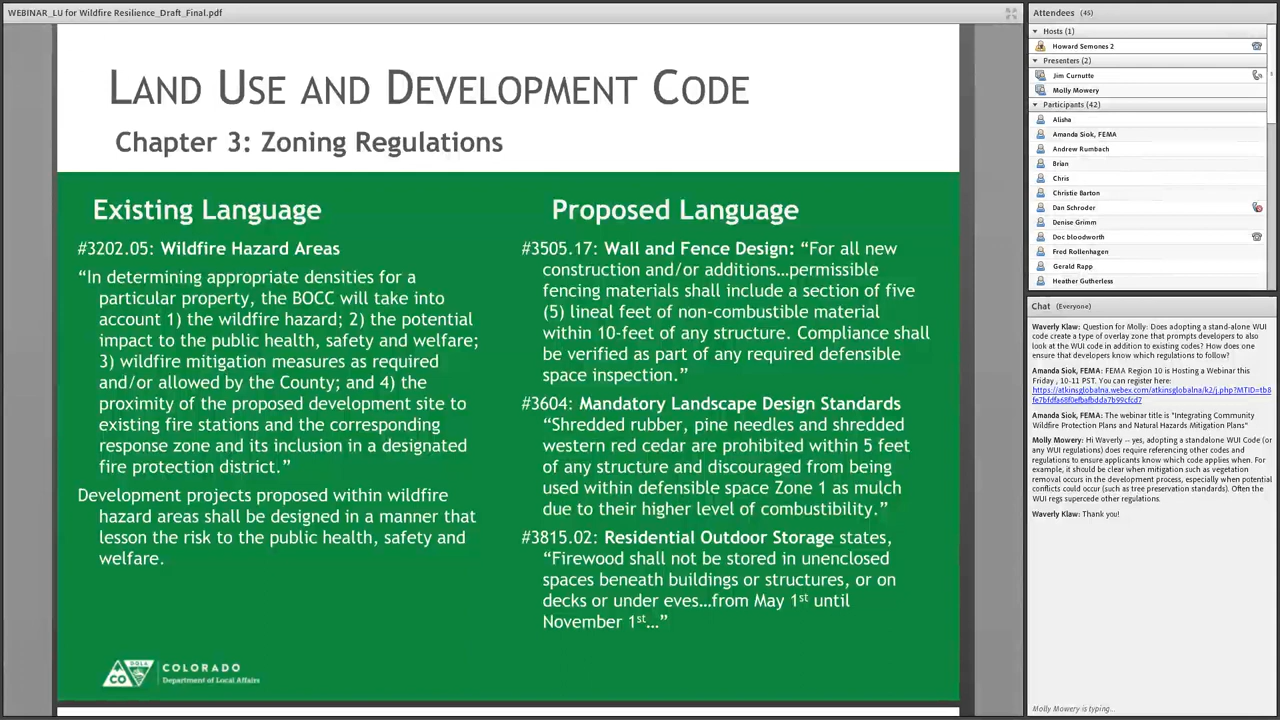 WEBINAR_LU for Wildfire Resilience_Draft_Final.pdf
LAND USE AND DEVELOPMENT CODE
Chapter 3: Zoning Regulations
Existing Language
#3202.05: Wildfire Hazard Areas
“In determining appropriate densities for a
particular property, the BOCC will take into
account 1) the wildfire hazard; 2) the potential
impact to the public health, safety and welfare;
3) wildfire mitigation measures as required
and/or allowed by the County; and 4) the
proximity of the proposed development site to
existing fire stations and the corresponding
response zone and its inclusion in a designated
fire protection district.”
Development projects proposed within wildfire
hazard areas shall be designed in a manner that
lesson the risk to the public health, safety and
welfare.
Proposed Language
#3505.17: Wall and Fence Design: “For all new
construction and/or additions…permissible
fencing materials shall include a section of five
(5) lineal feet of non-combustible material
within 10-feet of any structure. Compliance shall
be verified as part of any required defensible
space inspection.”
#3604: Mandatory Landscape Design Standards
“Shredded rubber, pine needles and shredded
western red cedar are prohibited within 5 feet
of any structure and discouraged from being
used within defensible space Zone 1 as mulch
due to their higher level of combustibility.”
#3815.02: Residential Outdoor Storage states,
“Firewood shall not be stored in unenclosed
spaces beneath buildings or structures, or on
decks or under eves…from May 1st until
November 1st…”
CO
DOLA
COLORADO
Department of Local Affairs
Attendees (45)
Hosts (1)
Howard Semones 2
Presenters (2)
Jim Curnutte
Molly Mowery
Participants (42)
Alisha
Amanda Siok, FEMA
Andrew Rumbach
Brian
Chris
Christie Barton
Dan Schroder
Denise Grimm
Doc bloodworth
Fred Rollenhagen
Gerald Rapp
Heather Gutherless
Chat (Everyone)
Waverly Klaw: Question for Molly: Does adopting a stand-alone WUI
code create a type of overlay zone that prompts developers to also
look at the WUI code in addition to existing codes? How does one
ensure that developers know which regulations to follow?
Amanda Siok, FEMA: FEMA Region 10 is Hosting a Webinar this
Friday , 10-11 PST. You can register here:
Amanda Siok, FEMA: The webinar title is "Integrating Community
Wildfire Protection Plans and Natural Hazards Mitigation Plans"
Molly Mowery: Hi Waverly -- yes, adopting a standalone WUI Code (or
any WUI regulations) does require referencing other codes and
regulations to ensure applicants know which code applies when. For
example, it should be clear when mitigation such as vegetation
removal occurs in the development process, especially when potential
conflicts could occur (such as tree preservation standards). Often the
WUI regs supercede other regulations.
Waverly Klaw: Thank you!
Molly Mowery is typing...